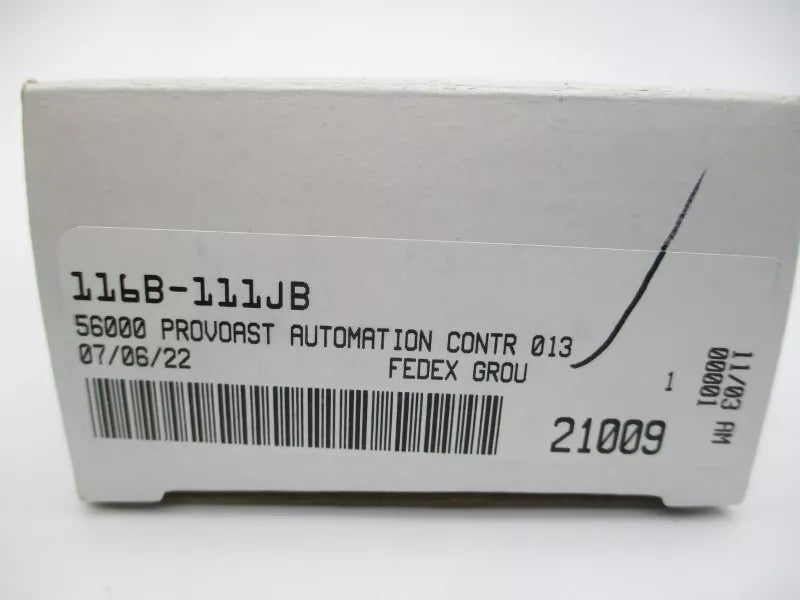 116B-111JB
56000 PROVOAST AUTOMATION CONTR 013
07/06/22 FEDEX GROU
1
21009
11/03 AM
00001